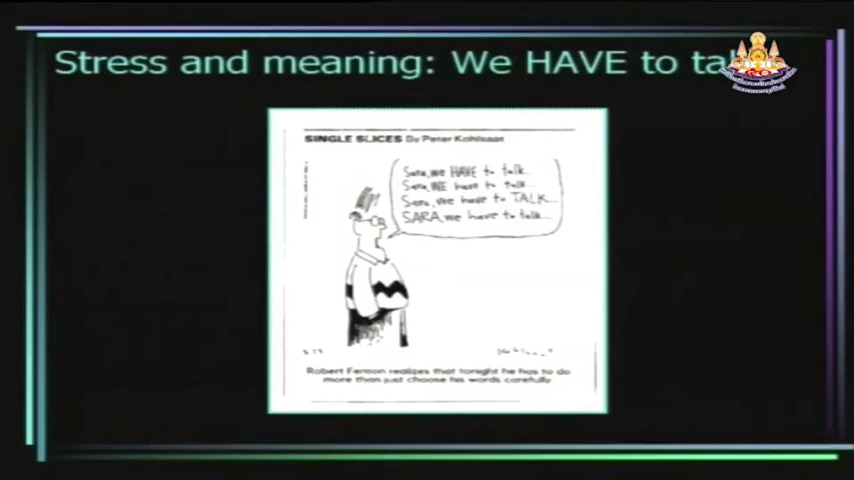 Stress and meaning: We HAVE to ta
SINGLE SLICES By Peter Kohlsaat
Sara, we HAVE to talk...
Sara, WE have to talk...
Sara, we have to TALK...
SARA, we have to talk...
Robert Fenton realizes that tonight he has to do
more than just choose his words carefully.